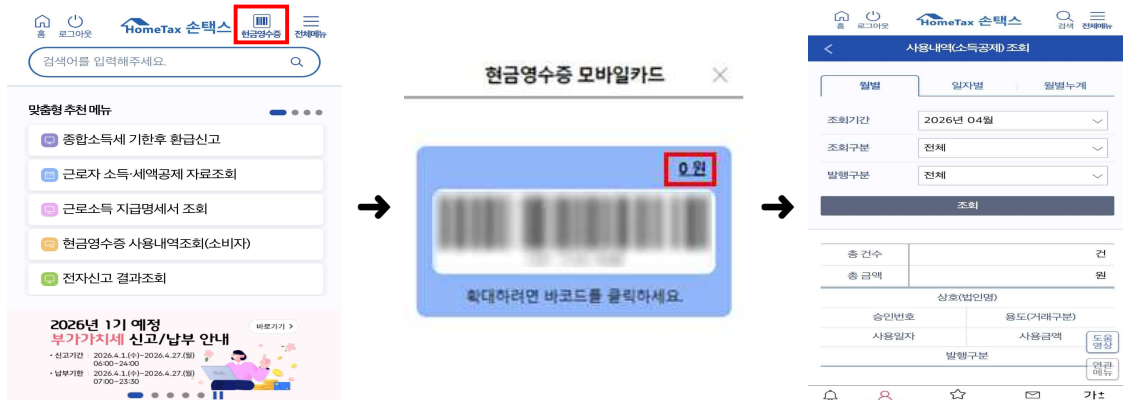 홈 로그아웃 HomeTax 손택스 현금영수증 전체메뉴
검색어를 입력해주세요.
맞춤형 추천 메뉴
종합소득세 기한후 환급신고
근로자 소득·세액공제 자료조회
근로소득 지급명세서 조회
현금영수증 사용내역조회(소비자)
전자신고 결과조회
2026년 1기 예정
부가가치세 신고/납부 안내
바로가기 >
• 신고기간 2026.4.1.(수)~2026.4.27.(월)
06:00~24:00
• 납부기한 2026.4.1.(수)~2026.4.27.(월)
07:00~23:30
현금영수증 모바일카드
0 원
확대하려면 바코드를 클릭하세요.
홈 로그아웃 HomeTax 손택스 검색 전체메뉴
사용내역(소득공제) 조회
월별 일자별 월별누계
조회기간 2026년 04월
조회구분 전체
발행구분 전체
조회
총 건수 건
총 금액 원
상호(법인명)
승인번호 용도(거래구분)
사용일자 사용금액
발행구분
도움
영상
연관
메뉴
가±